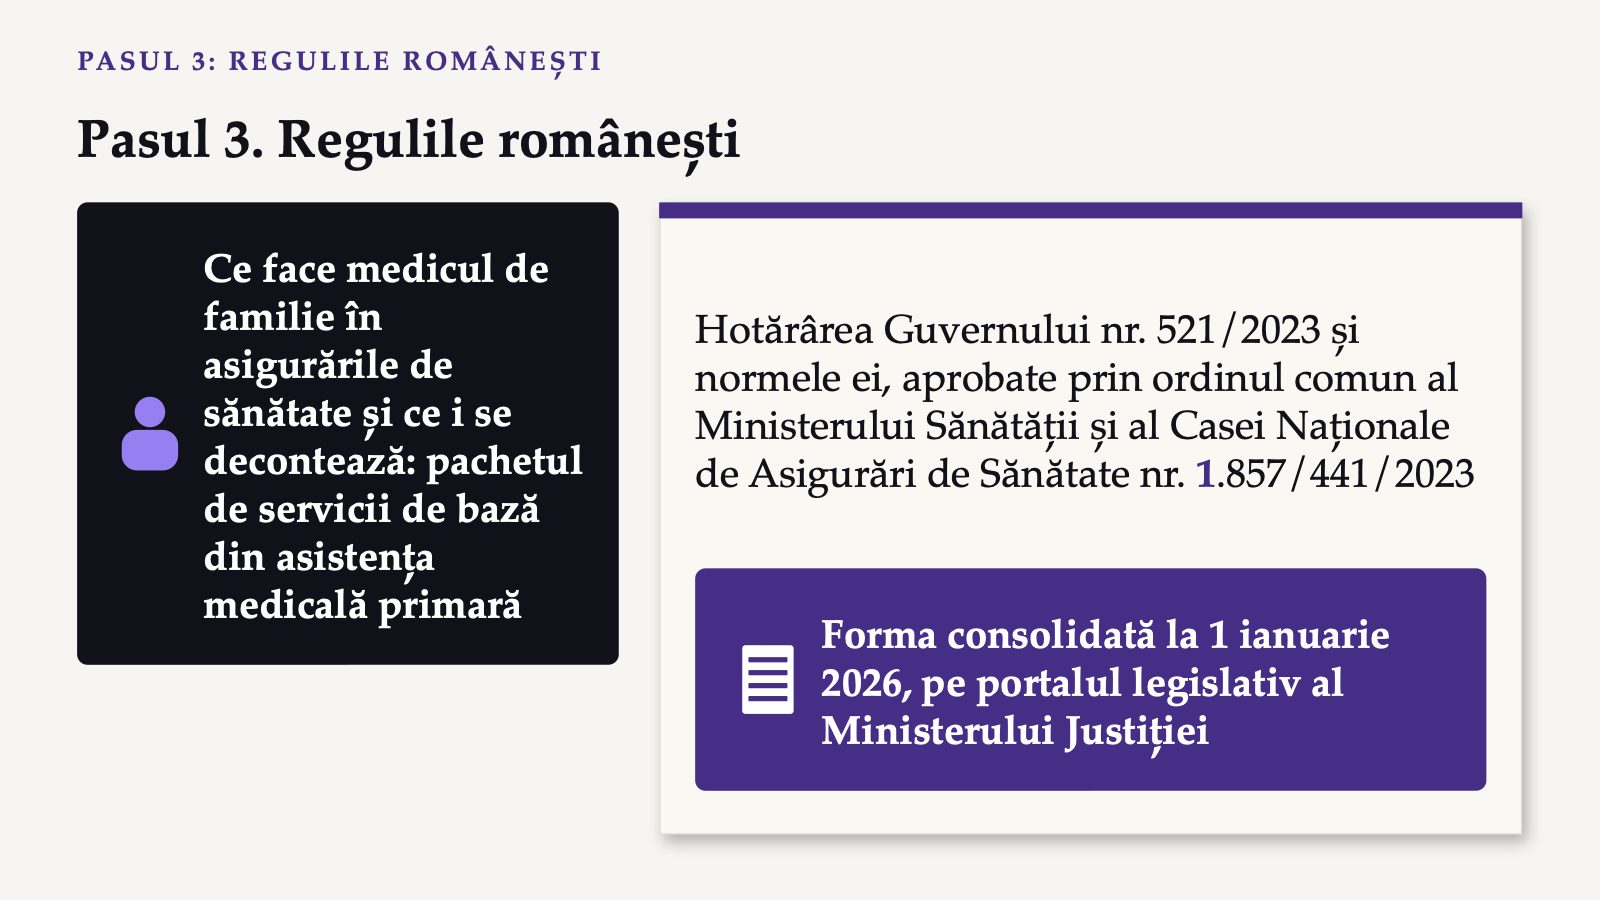 PASUL 3: REGULILE ROMÂNEȘTI
Pasul 3. Regulile românești
Ce face medicul de
familie în
asigurările de
sănătate și ce i se
decontează: pachetul
de servicii de bază
din asistența
medicală primară
Hotărârea Guvernului nr. 521/2023 și
normele ei, aprobate prin ordinul comun al
Ministerului Sănătății și al Casei Naționale
de Asigurări de Sănătate nr. 1.857/441/2023
Forma consolidată la 1 ianuarie
2026, pe portalul legislativ al
Ministerului Justiției